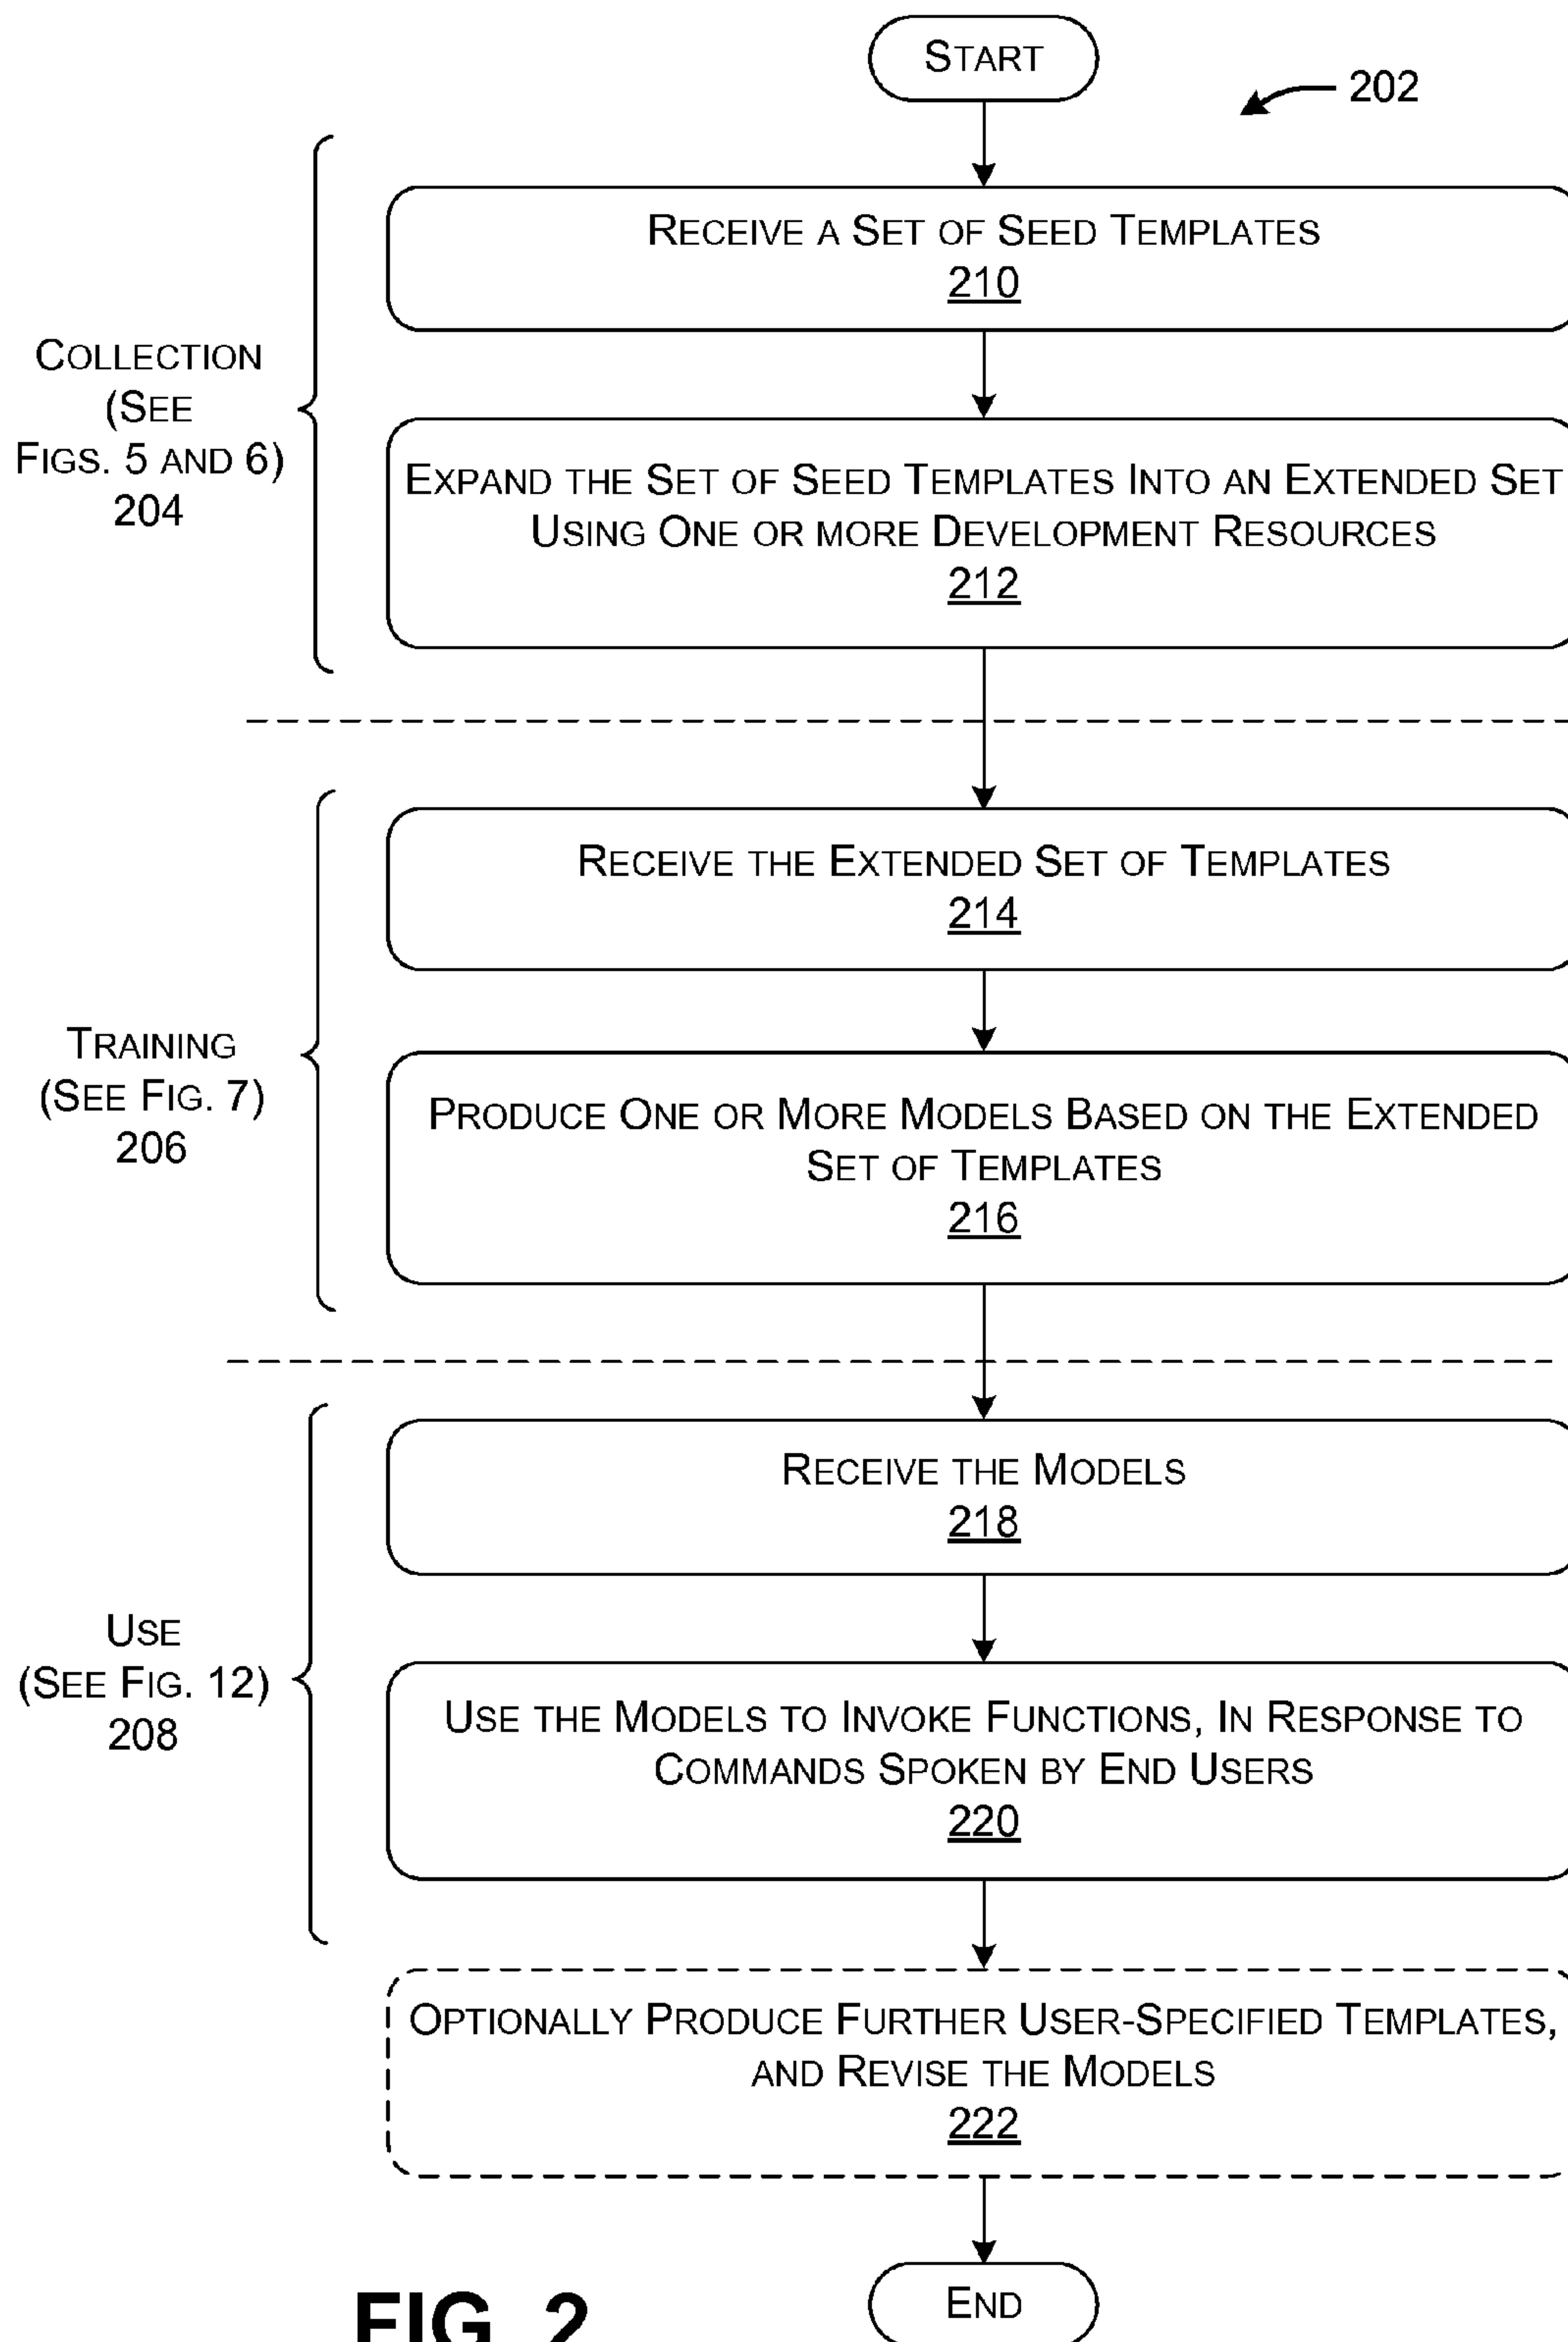 START
202
RECEIVE A SET OF SEED TEMPLATES
210
COLLECTION
(SEE
FIGS. 5 AND 6)
204
EXPAND THE SET OF SEED TEMPLATES INTO AN EXTENDED SET
USING ONE OR MORE DEVELOPMENT RESOURCES
212
RECEIVE THE EXTENDED SET OF TEMPLATES
214
TRAINING
(SEE FIG. 7)
206
PRODUCE ONE OR MORE MODELS BASED ON THE EXTENDED
SET OF TEMPLATES
216
RECEIVE THE MODELS
218
USE
(SEE FIG. 12)
208
USE THE MODELS TO INVOKE FUNCTIONS, IN RESPONSE TO
COMMANDS SPOKEN BY END USERS
220
OPTIONALLY PRODUCE FURTHER USER-SPECIFIED TEMPLATES,
AND REVISE THE MODELS
222
END
FIG. 2